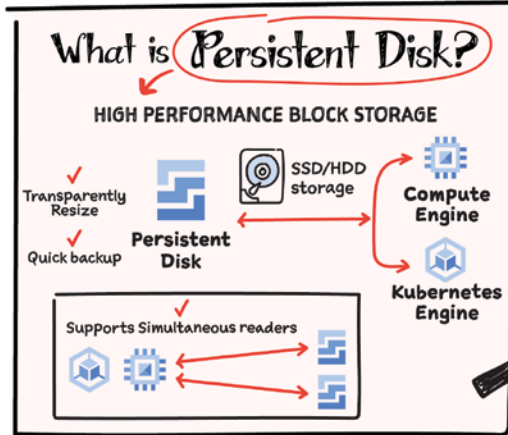 What is Persistent Disk?
HIGH PERFORMANCE BLOCK STORAGE
Transparently
Resize
Quick backup
Persistent
Disk
SSD/HDD
storage
Compute
Engine
Kubernetes
Engine
Supports Simultaneous readers